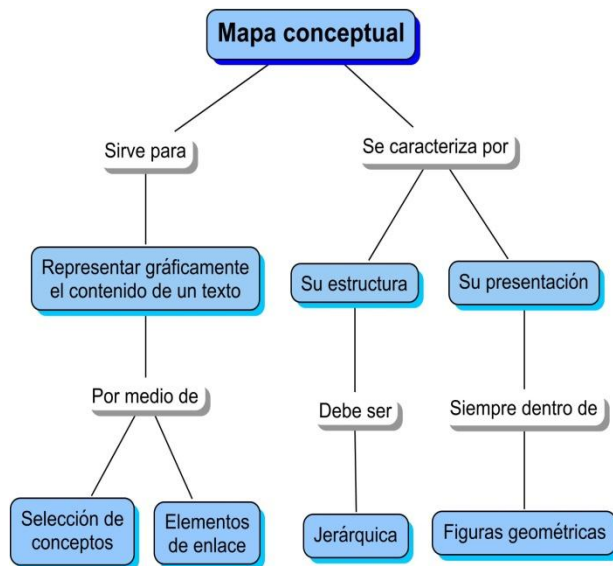 Mapa conceptual
Sirve para
Se caracteriza por
Representar gráficamente
el contenido de un texto
Su estructura
Su presentación
Por medio de
Debe ser
Siempre dentro de
Selección de
conceptos
Elementos
de enlace
Jerárquica
Figuras geométricas